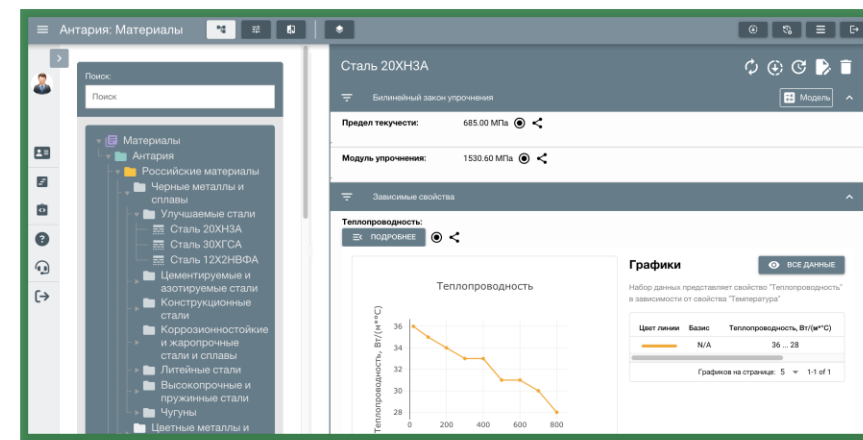 Антария: Материалы
Поиск:
Поиск
Материалы
Антария
Российские материалы
Черные металлы и
сплавы
Улучшаемые стали
Сталь 20ХН3А
Сталь 30ХГСА
Сталь 12Х2НВФА
Цементируемые и
азотируемые стали
Конструкционные
стали
Коррозионностойкие
и жаропрочные
стали и сплавы
Литейные стали
Высокопрочные и
пружинные стали
Чугуны
Цветные металлы и
Сталь 20ХН3А
Билинейный закон упрочнения
Модель
Предел текучести: 685.00 МПа
Модуль упрочнения: 1530.60 МПа
Зависимые свойства
Теплопроводность:
ПОДРОБНЕЕ
Теплопроводность
Теплопроводность, Вт/(м*°C)
36
34
32
30
28
0 200 400 600 800
Графики
ВСЕ ДАННЫЕ
Набор данных представляет свойство "Теплопроводность"
в зависимости от свойства "Температура"
Цвет линии Базис Теплопроводность, Вт/(м*°C)
N/A 36 ... 28
Графиков на странице: 5 1-1 of 1